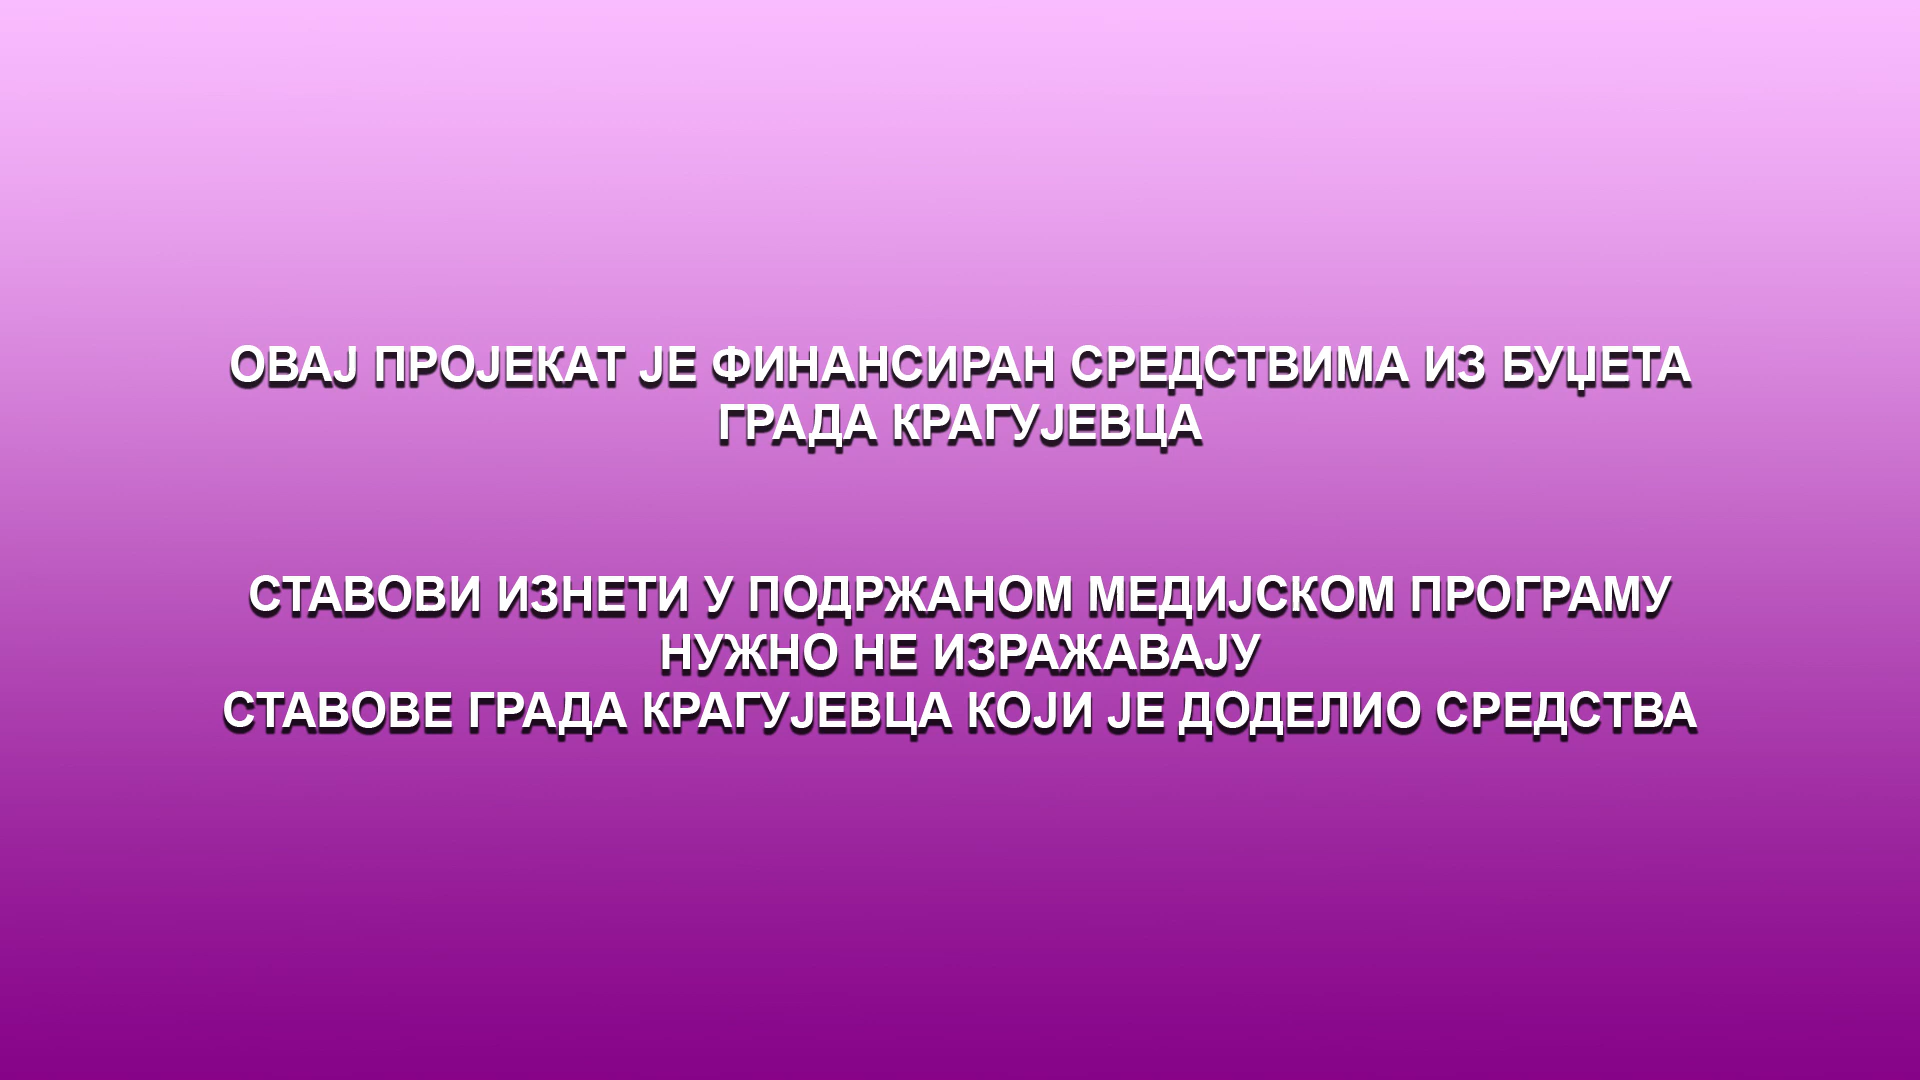 ОВАЈ ПРОЈЕКАТ ЈЕ ФИНАНСИРАН СРЕДСТВИМА ИЗ БУЏЕТА
ГРАДА КРАГУЈЕВЦА
СТАВОВИ ИЗНЕТИ У ПОДРЖАНОМ МЕДИЈСКОМ ПРОГРАМУ
НУЖНО НЕ ИЗРАЖАВАЈУ
СТАВОВЕ ГРАДА КРАГУЈЕВЦА КОЈИ ЈЕ ДОДЕЛИО СРЕДСТВА